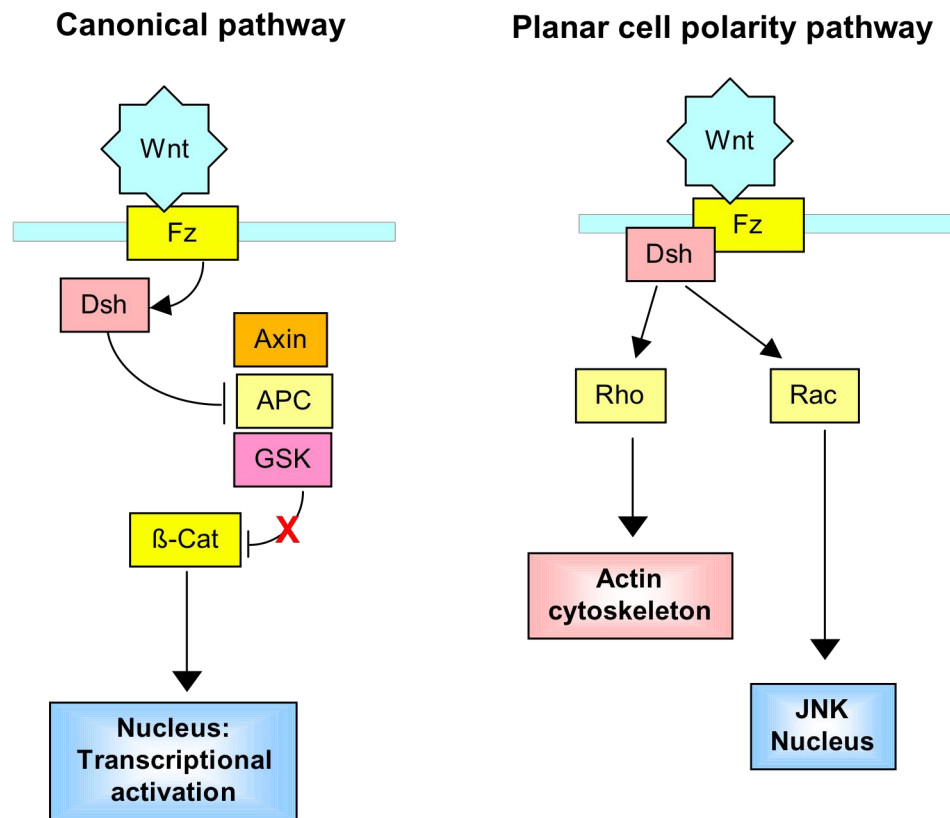 Canonical pathway
Wnt
Fz
Dsh
Axin
APC
GSK
X
ß-Cat
Nucleus:
Transcriptional
activation
Planar cell polarity pathway
Wnt
Fz
Dsh
Rho
Rac
Actin
cytoskeleton
JNK
Nucleus